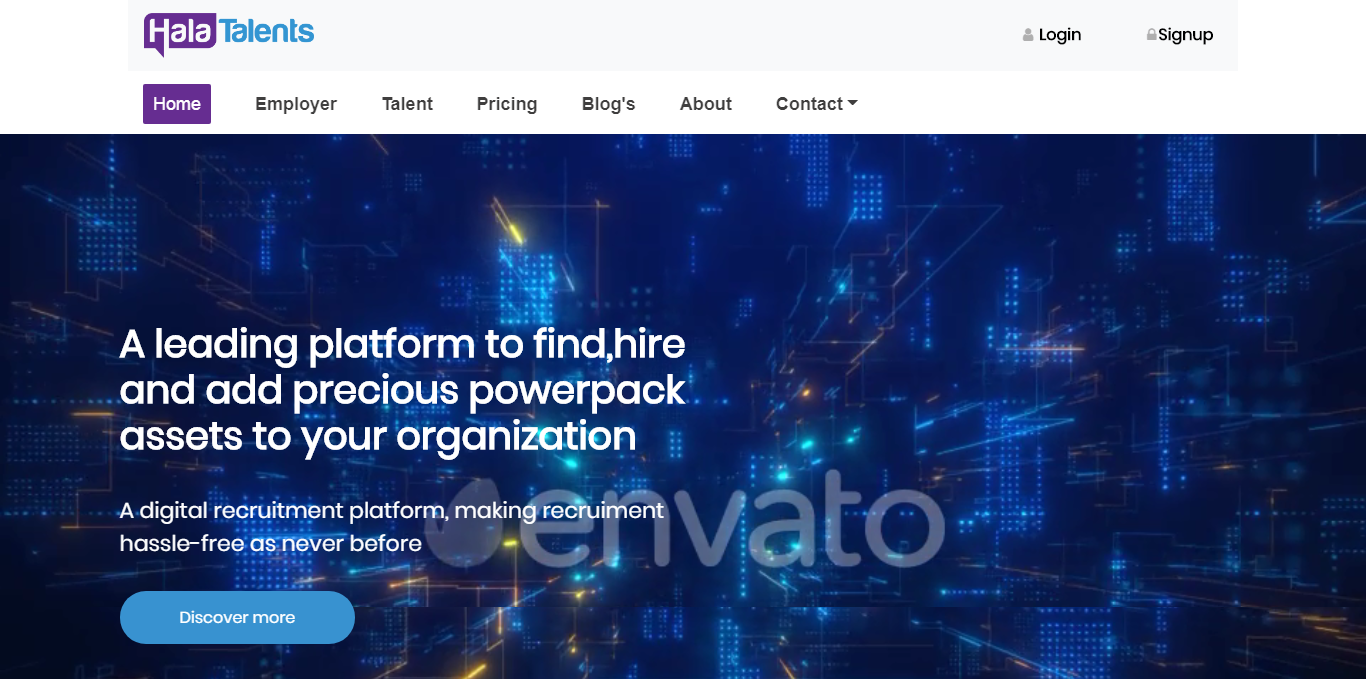 Hala Talents
Login
Signup
Home
Employer
Talent
Pricing
Blog's
About
Contact
A leading platform to find,hire
and add precious powerpack
assets to your organization
A digital recruitment platform, making recruiment
hassle-free as never before
envato
Discover more